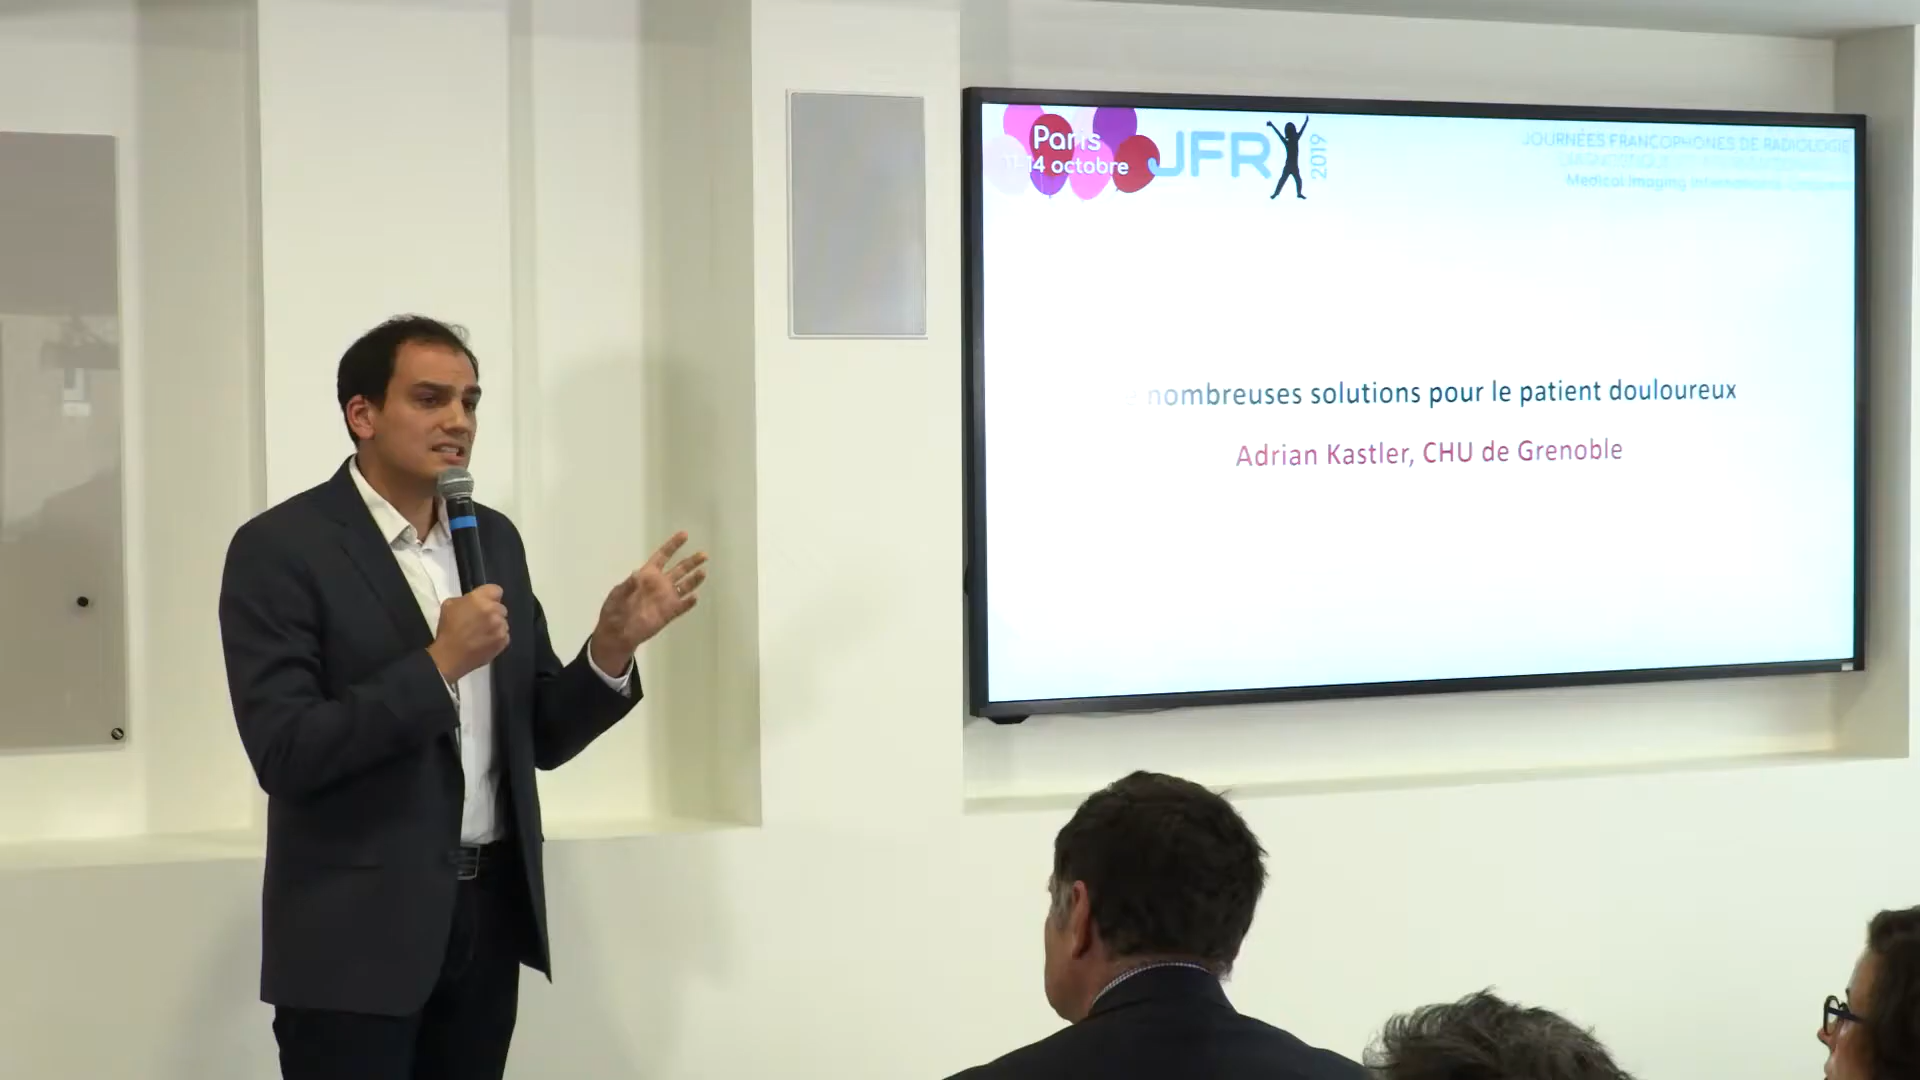 Paris
11-14 octobre
JFR
2019
JOURNÉES FRANCOPHONES DE RADIOLOGIE
Medical Imaging International
nombreuses solutions pour le patient douloureux
Adrian Kastler, CHU de Grenoble